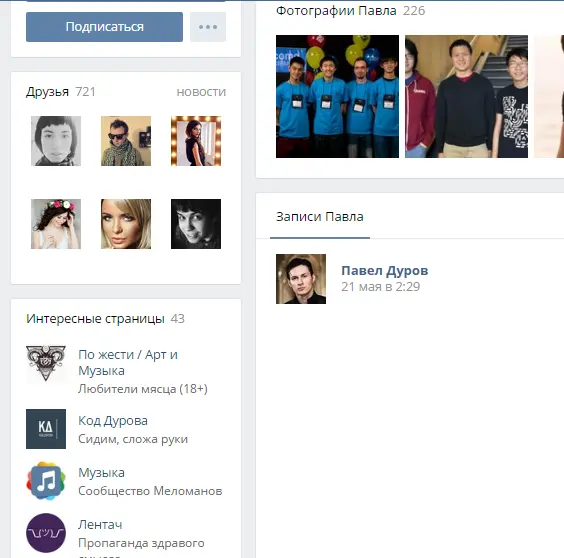 Подписаться
Друзья 721 новости
Интересные страницы 43
По жести / Арт и
Музыка
Любители мясца (18+)
КД
Код Дурова
Сидим, сложа руки
Музыка
Сообщество Меломанов
Лентач
Пропаганда здравого
Фотографии Павла 226
Записи Павла
Павел Дуров
21 мая в 2:29